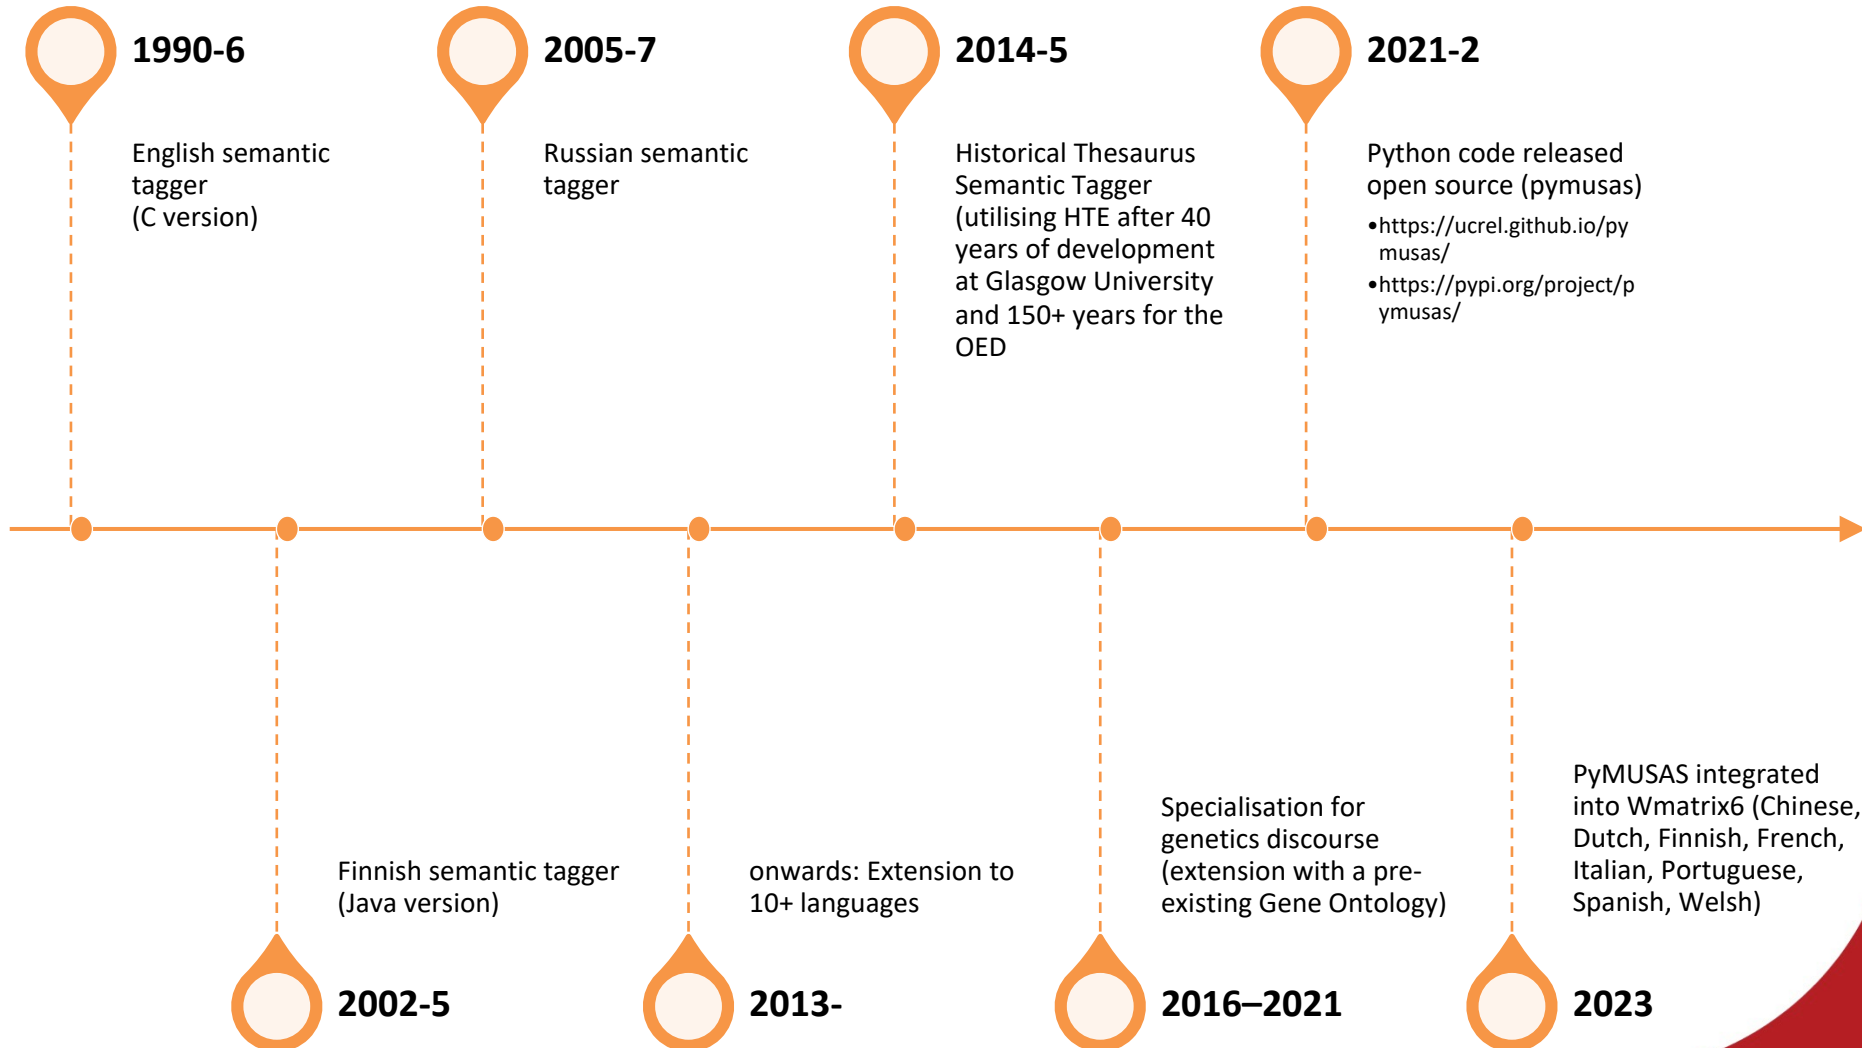 1990-6
English semantic
tagger
(C version)
2002-5
Finnish semantic tagger
(Java version)
2005-7
Russian semantic
tagger
2013-
onwards: Extension to
10+ languages
2014-5
Historical Thesaurus
Semantic Tagger
(utilising HTE after 40
years of development
at Glasgow University
and 150+ years for the
OED
2016–2021
Specialisation for
genetics discourse
(extension with a pre-
existing Gene Ontology)
2021-2
Python code released
open source (pymusas)
•https://ucrel.github.io/py
musas/
•https://pypi.org/project/p
ymusas/
2023
PyMUSAS integrated
into Wmatrix6 (Chinese,
Dutch, Finnish, French,
Italian, Portuguese,
Spanish, Welsh)